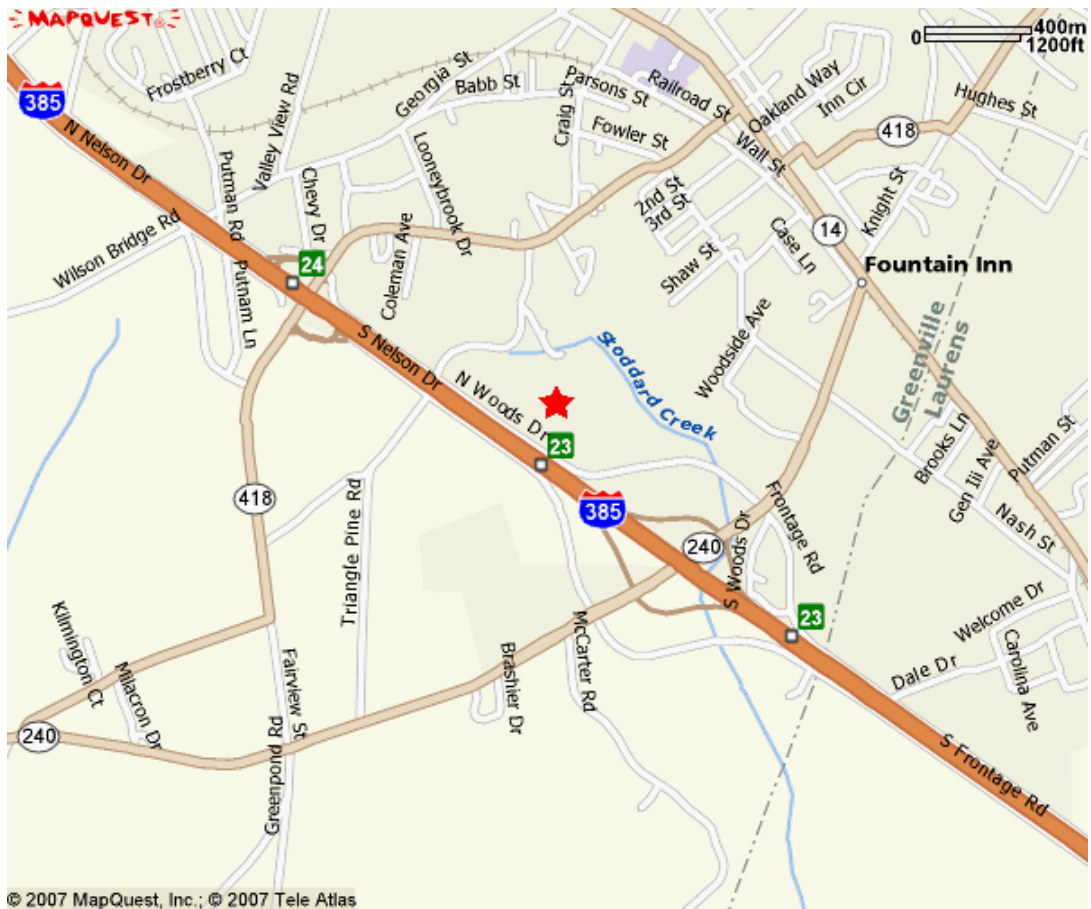 MAPQUEST
400m
0
1200ft
385
Frostberry Ct
Valley View Rd
Georgia St
Babb St
Parsons St
Railroad St
Oakland Way
Inn Cir
Hughes St
Craig St
Fowler St
Wall St
418
N Nelson Dr
Putman Rd
Chevy Dr
Looneybrook Dr
2nd St
3rd St
Knight St
Wilson Bridge Rd
24
Coleman Ave
Shaw St
Case Ln
14
Fountain Inn
Putnam Ln
S Nelson Dr
Stoddard Creek
Woodside Ave
Greenville
Laurens
N Woods Dr
23
Brooks Ln
Gen Iii Ave
Putman St
418
Triangle Pine Rd
385
Frontage Rd
Nash St
240
S Woods Dr
23
Welcome Dr
Kilmington Ct
Milacron Dr
Fairview St
Brashier Dr
McCarter Rd
Dale Dr
Carolina Ave
240
Greenpond Rd
S Frontage Rd
© 2007 MapQuest, Inc.; © 2007 Tele Atlas